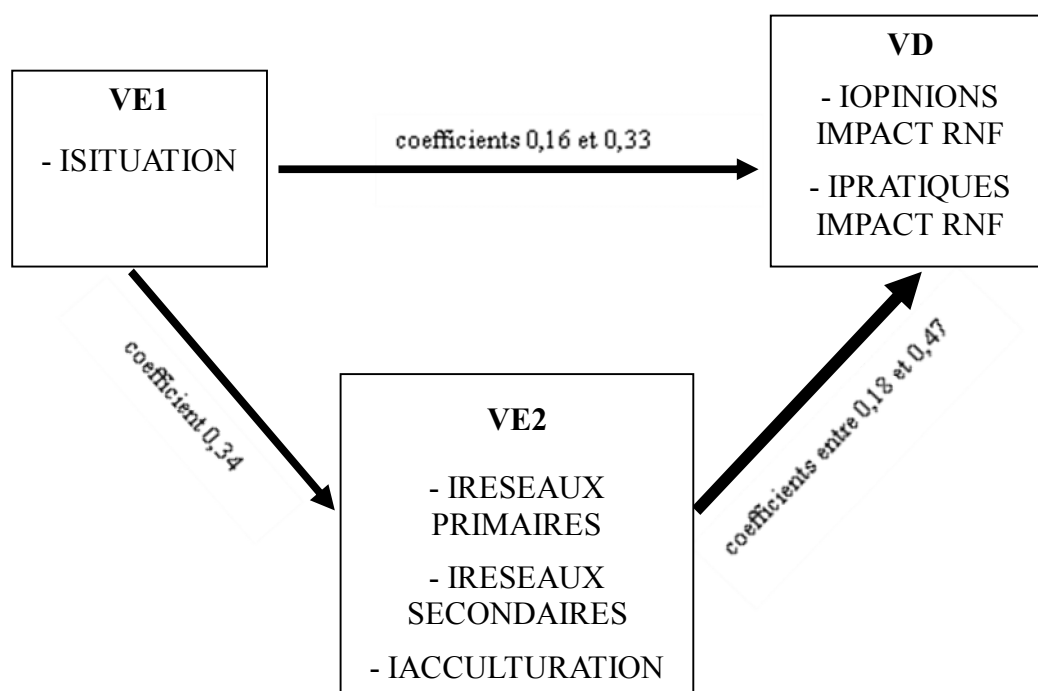 VE1
- ISITUATION
coefficients 0,16 et 0,33
VD
- IOPINIONS
IMPACT RNF
- IPRATIQUES
IMPACT RNF
coefficient 0,34
VE2
- IRESEAUX
PRIMAIRES
- IRESEAUX
SECONDAIRES
- IACCULTURATION
coefficients entre 0,18 et 0,47